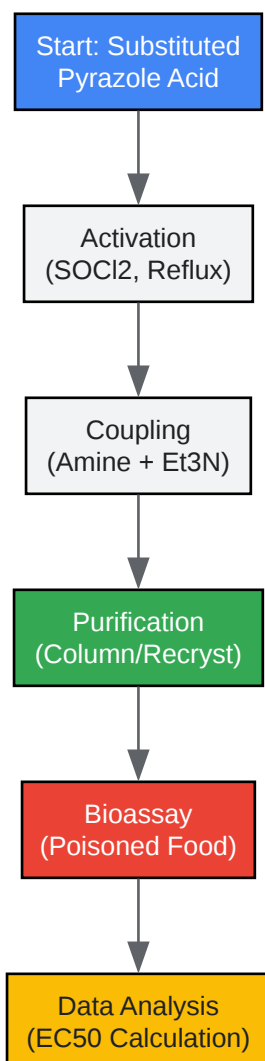 Start: Substituted
Pyrazole Acid
Activation
(SOCl2, Reflux)
Coupling
(Amine + Et3N)
Purification
(Column/Recryst)
Bioassay
(Poisoned Food)
Data Analysis
(EC50 Calculation)